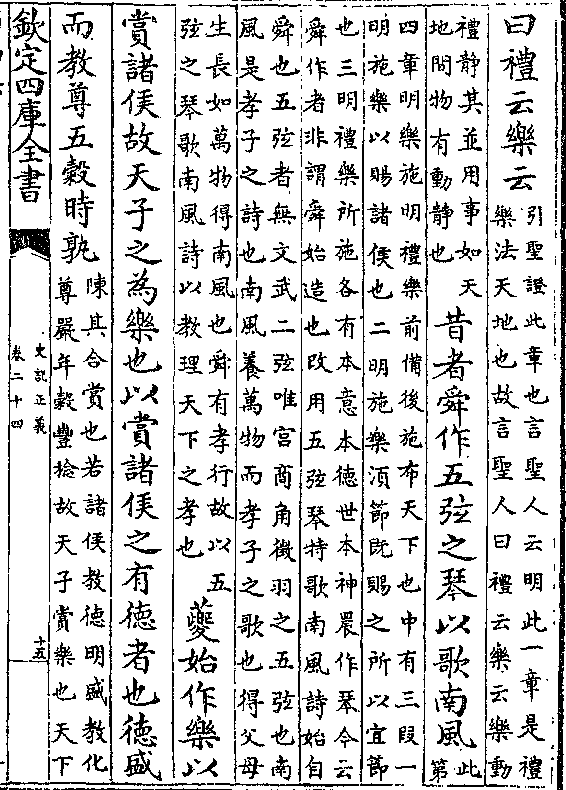 曰禮云樂云
引聖證此章也言聖人云明此一章是禮
樂法天地也故言聖人曰禮云樂云樂動
禮靜其並用事如天
地間物有動靜也
昔者舜作五弦之琴以歌南風
此
第
四章明樂施明禮樂前備後施布天下也中有三段一
明施樂以賜諸侯也二明施樂須節既賜之所以宜節
也三明禮樂所施各有本意本德世本神農作琴今云
舜作者非謂舜始造也改用五弦琴持歌南風詩始自
舜也五弦者無文武二弦唯宮商角徵羽之五弦也南
風是孝子之詩也南風養萬物而孝子之歌也得父母
生長如萬物得南風也舜有孝行故以五
弦之琴歌南風詩以教理天下之孝也
夔始作樂以
賞諸侯故天子之為樂也以賞諸侯之有德者也德盛
而教尊五穀時孰
陳其合賞也若諸侯教德明盛教化
尊嚴年穀豐稔故天子賞樂也天下
欽定四庫全書
史記正義
卷二十四
十五